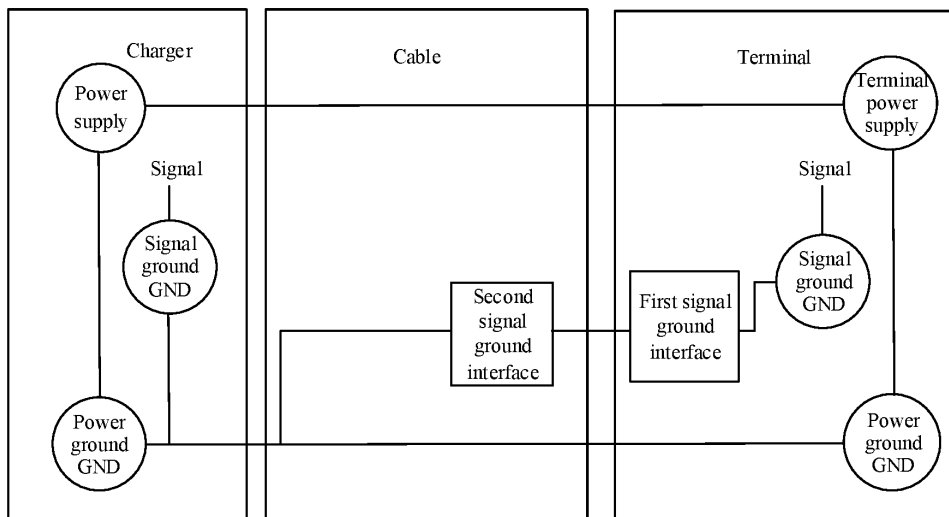 Charger
Cable
Terminal
Power
supply
Terminal
power
supply
Signal
Signal
Signal
ground
GND
Signal
ground
GND
Second
signal
ground
interface
First signal
ground
interface
Power
ground
GND
Power
ground
GND